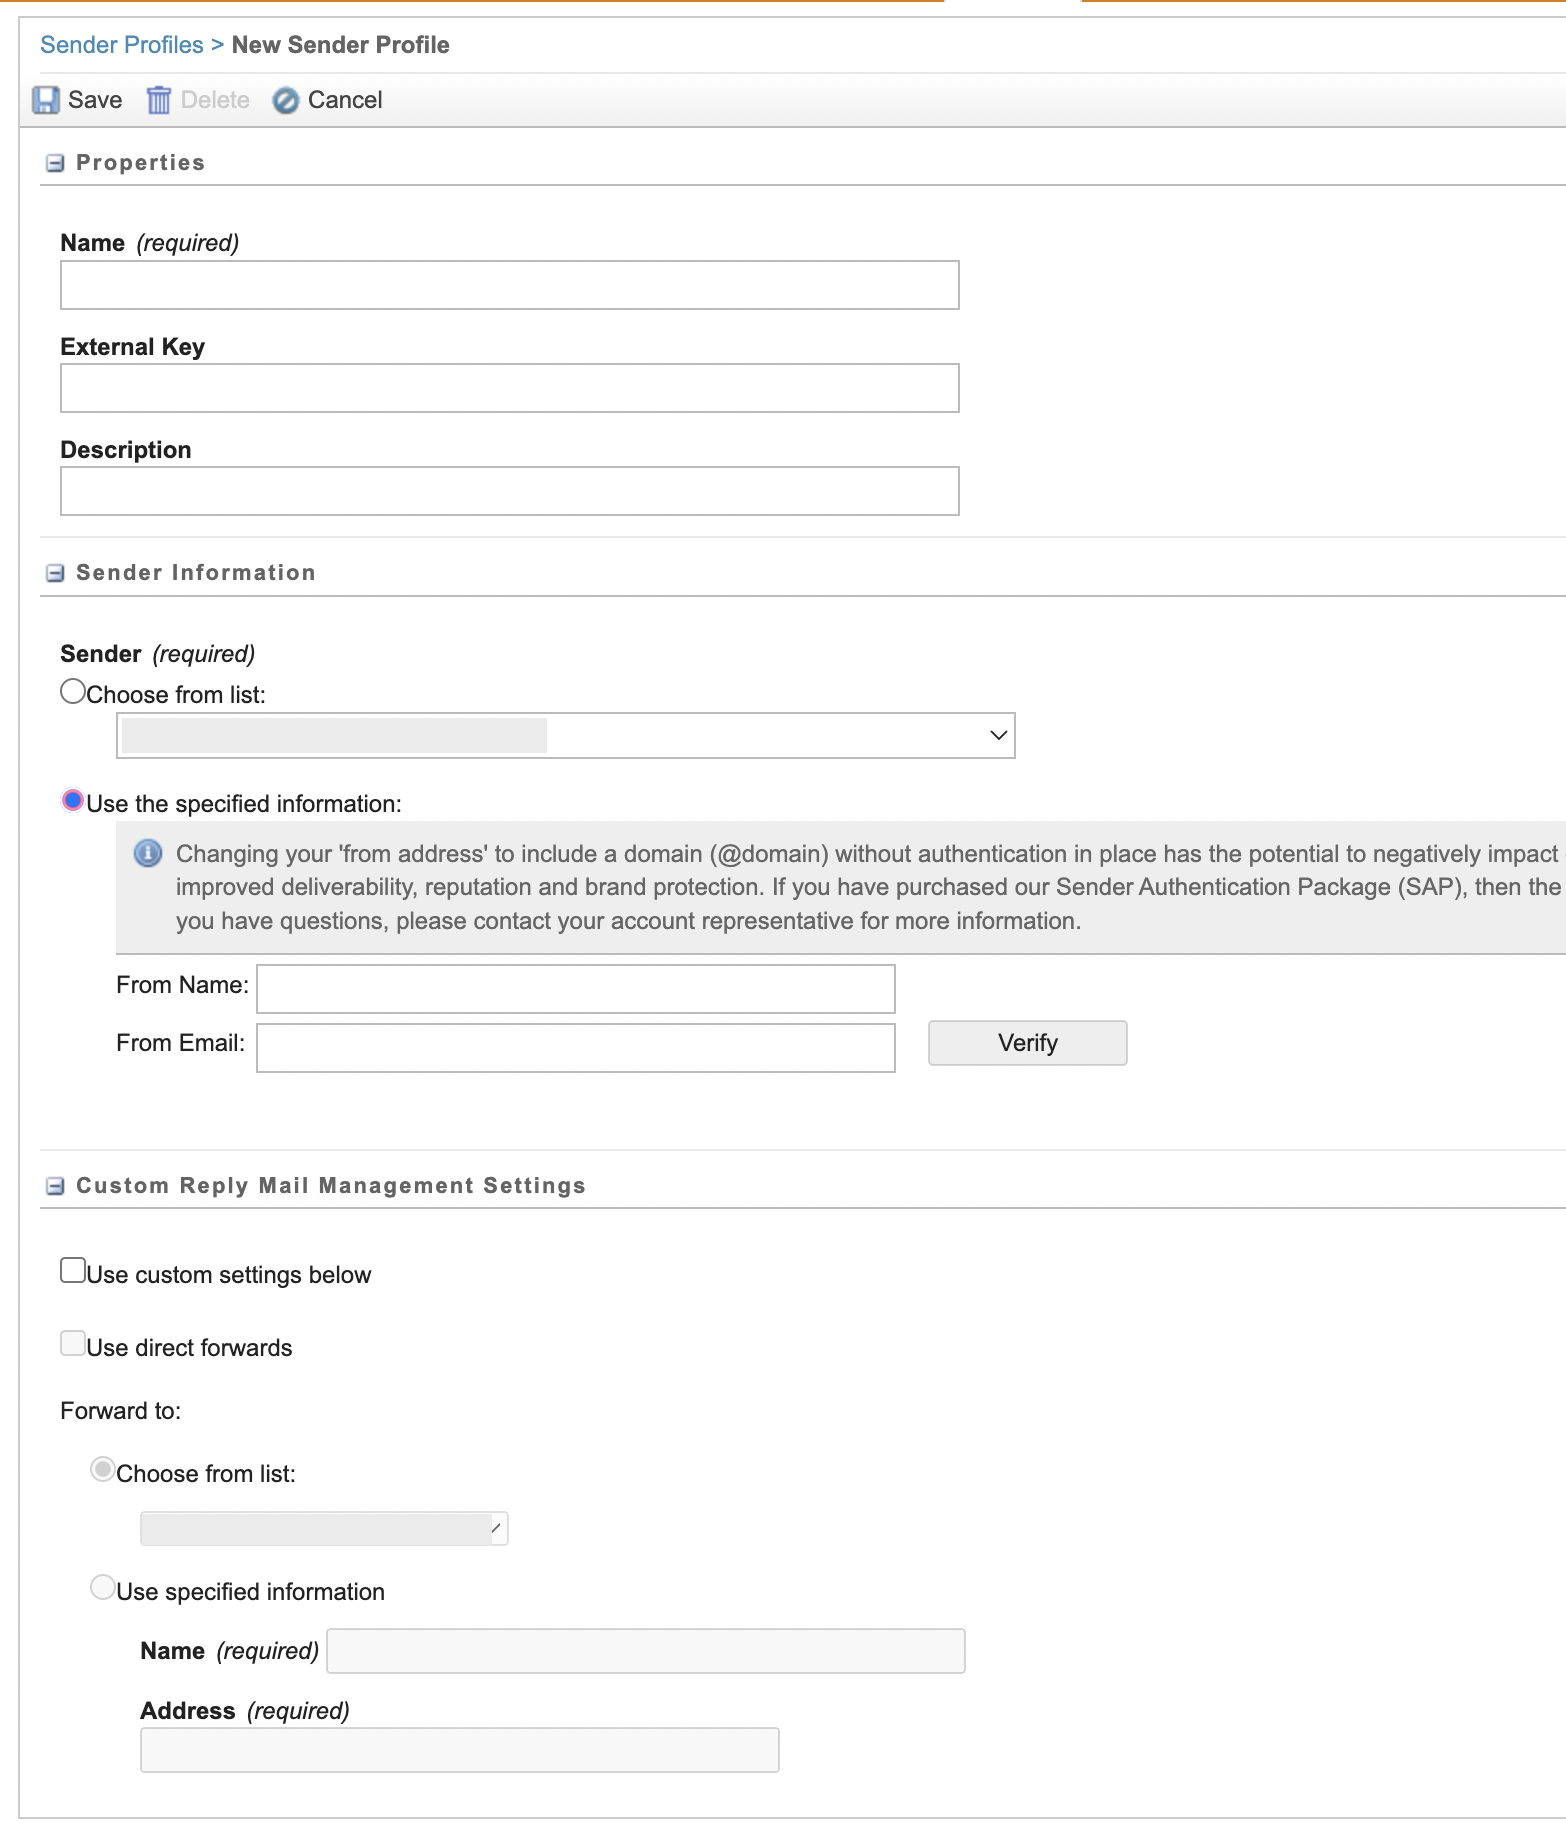 Sender Profiles > New Sender Profile
Save Delete Cancel
Properties
Name (required)
External Key
Description
Sender Information
Sender (required)
Choose from list:
Use the specified information:
Changing your 'from address' to include a domain (@domain) without authentication in place has the potential to negatively impact
improved deliverability, reputation and brand protection. If you have purchased our Sender Authentication Package (SAP), then the
you have questions, please contact your account representative for more information.
From Name:
From Email:
Verify
Custom Reply Mail Management Settings
Use custom settings below
Use direct forwards
Forward to:
Choose from list:
Use specified information
Name (required)
Address (required)